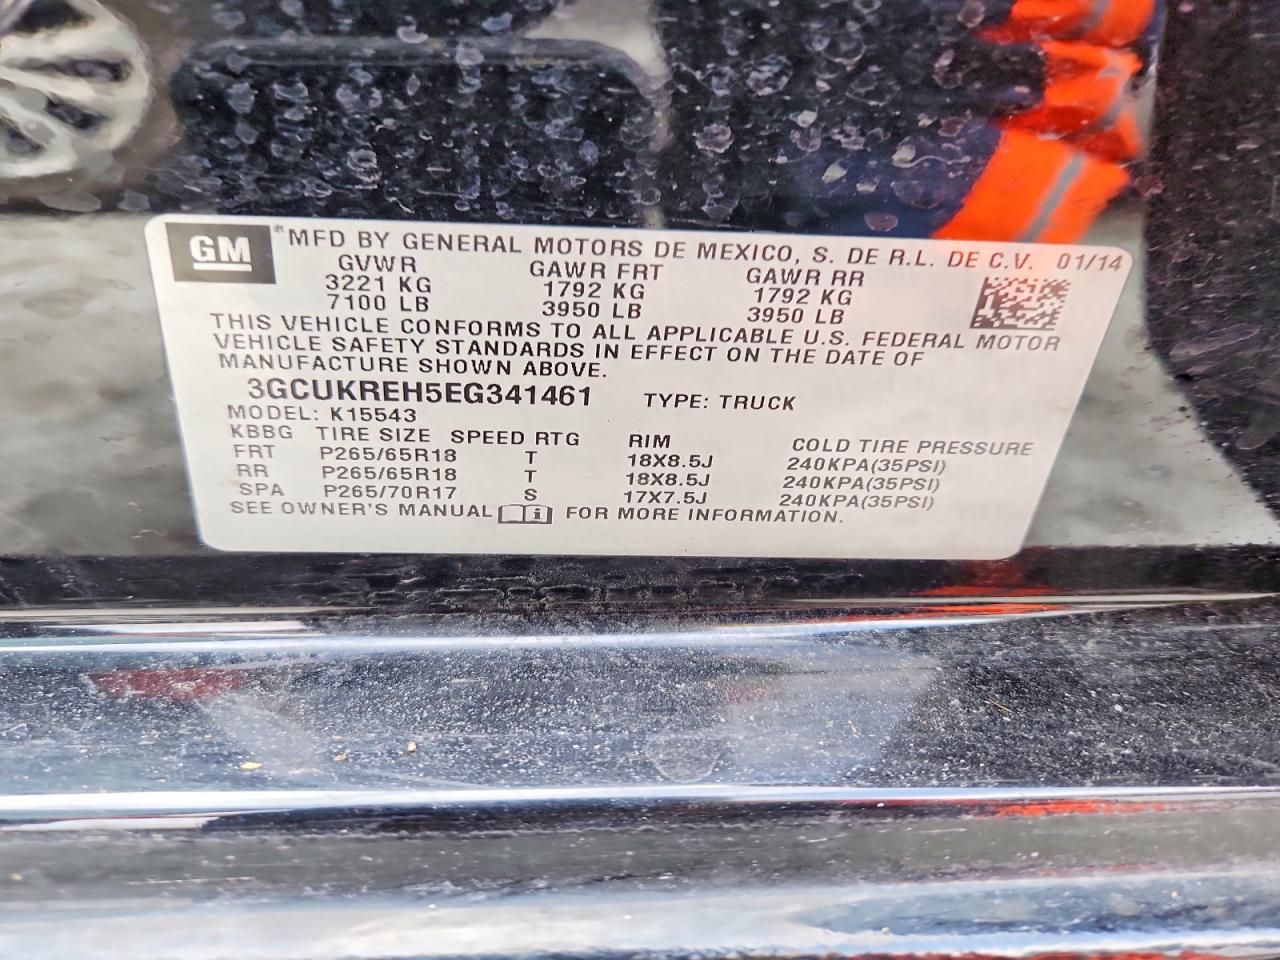 GM ® MFD BY GENERAL MOTORS DE MEXICO, S. DE R.L. DE C.V. 01/14
GVWR GAWR FRT GAWR RR
3221 KG 1792 KG 1792 KG
7100 LB 3950 LB 3950 LB
THIS VEHICLE CONFORMS TO ALL APPLICABLE U.S. FEDERAL MOTOR
VEHICLE SAFETY STANDARDS IN EFFECT ON THE DATE OF
MANUFACTURE SHOWN ABOVE.
3GCUKREH5EG341461 TYPE: TRUCK
MODEL: K15543
KBBG TIRE SIZE SPEED RTG RIM COLD TIRE PRESSURE
FRT P265/65R18 T 18X8.5J 240KPA(35PSI)
RR P265/65R18 T 18X8.5J 240KPA(35PSI)
SPA P265/70R17 S 17X7.5J 240KPA(35PSI)
SEE OWNER'S MANUAL i FOR MORE INFORMATION.